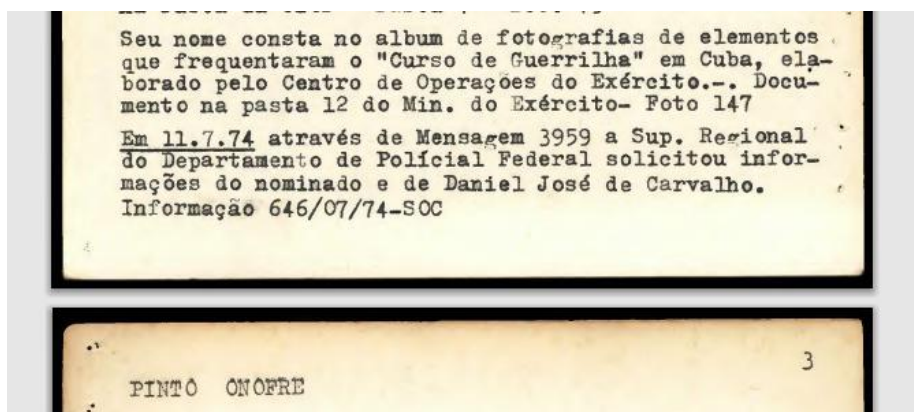 Seu nome consta no album de fotografias de elementos
que frequentaram o "Curso de Guerrilha" em Cuba, ela-
borado pelo Centro de Operações do Exército.-. Docu-
mento na pasta 12 do Min. do Exército- Foto 147
Em 11.7.74 através de Mensagem 3959 a Sup. Regional
do Departamento de Polícial Federal solicitou infor-
mações do nominado e de Daniel José de Carvalho.
Informação 646/07/74-SOC
3
PINTO ONOFRE